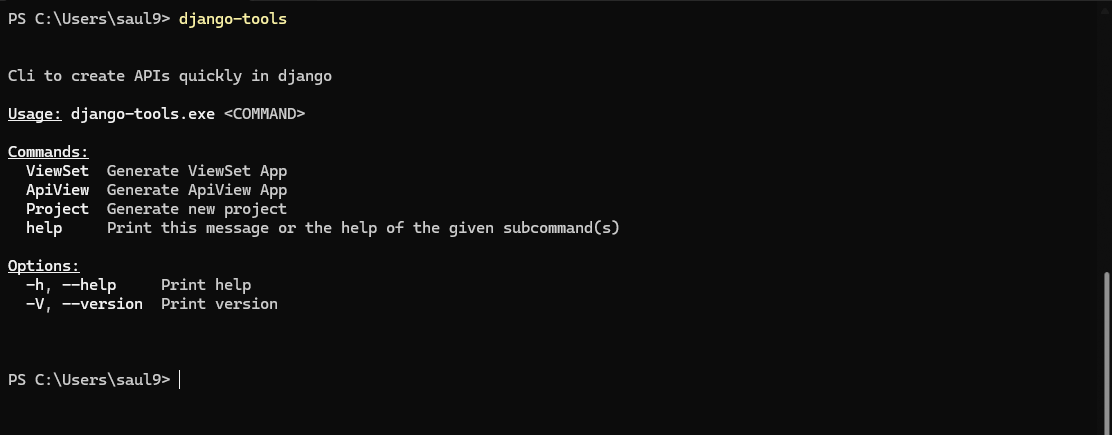 PS C:\Users\saul9> django-tools
Cli to create APIs quickly in django
Usage: django-tools.exe <COMMAND>
Commands:
ViewSet  Generate ViewSet App
ApiView  Generate ApiView App
Project  Generate new project
help     Print this message or the help of the given subcommand(s)
Options:
-h, --help     Print help
-V, --version  Print version
PS C:\Users\saul9>